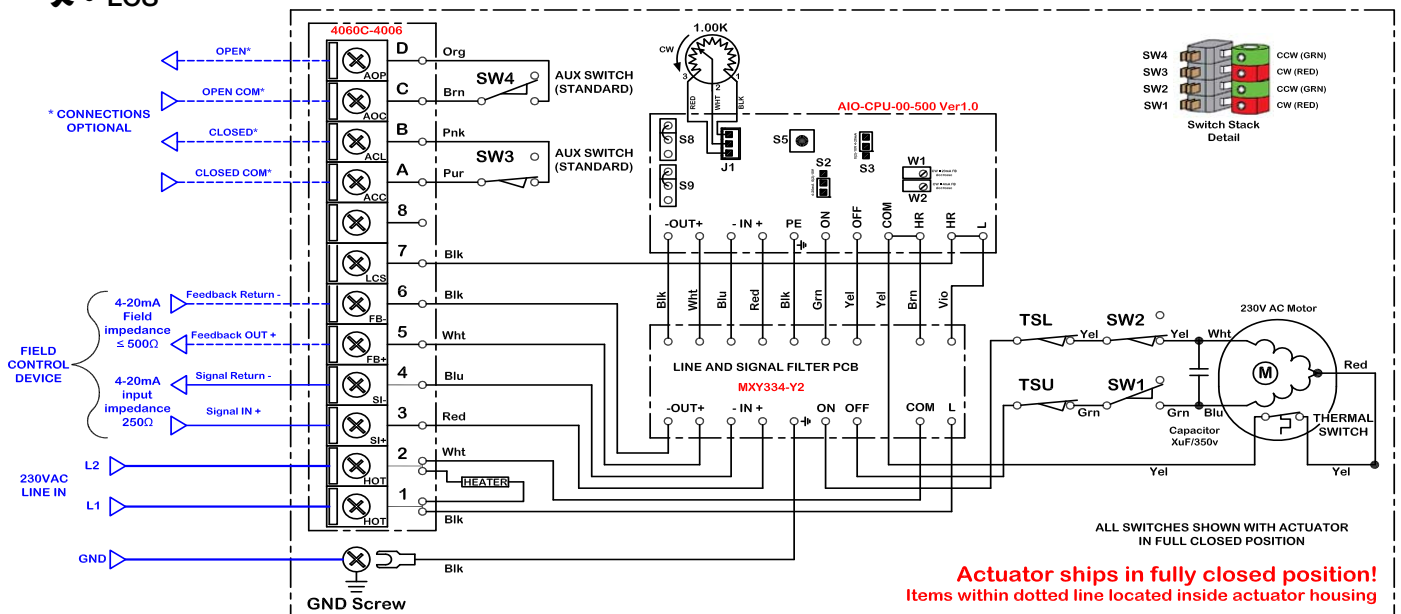 LCS
4060C-4006
OPEN*
OPEN COM*
* CONNECTIONS
OPTIONAL
CLOSED*
CLOSED COM*
D
AOP
Org
C
AOC
Brn
SW4
AUX SWITCH
(STANDARD)
B
ACL
Pnk
A
ACC
Pur
SW3
AUX SWITCH
(STANDARD)
8
7
LCS
Blk
6
FB-
Blk
5
FB+
Wht
4
SI-
Blu
3
SI+
Red
2
HOT
Wht
HEATER
1
HOT
Blk
Feedback Return -
4-20mA
Field
impedance
≤ 500Ω
Feedback OUT +
FIELD
CONTROL
DEVICE
Signal Return -
4-20mA
input
impedance
250Ω
Signal IN +
L2
230VAC
LINE IN
L1
GND
Blk
GND Screw
1.00K
CW
3
2
1
RED
WHT
BLK
AIO-CPU-00-500 Ver1.0
S8
S9
J1
S5
S2
S3
W1
W2
-OUT+
- IN +
PE
ON
OFF
COM
HR
HR
L
Blk
Wht
Blu
Red
Blk
Grn
Yel
Yel
Brn
Vio
LINE AND SIGNAL FILTER PCB
MXY334-Y2
-OUT+
- IN +
ON
OFF
COM
L
SW4
SW3
SW2
SW1
CCW (GRN)
CW (RED)
CCW (GRN)
CW (RED)
Switch Stack
Detail
TSL
Yel
SW2
Yel
Wht
230V AC Motor
M
Red
TSU
Grn
SW1
Grn
Blu
Capacitor
XuF/350v
THERMAL
SWITCH
Yel
Yel
ALL SWITCHES SHOWN WITH ACTUATOR
IN FULL CLOSED POSITION
Actuator ships in fully closed position!
Items within dotted line located inside actuator housing